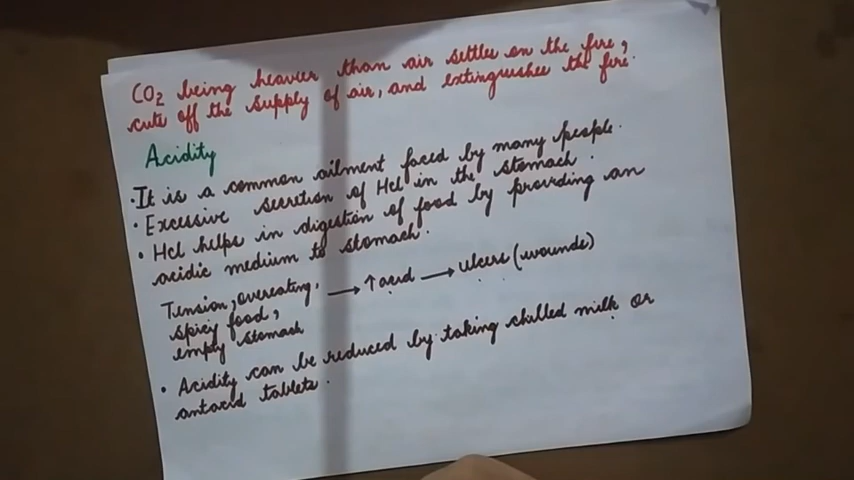 CO2 being heavier than air settles on the fire,
cuts off the supply of air, and extinguishes the fire.
Acidity
• It is a common ailment faced by many people.
• Excessive secretion of Hcl in the stomach.
• Hcl helps in digestion of food by providing an
acidic medium to stomach.
Tension, overeating, → ↑ acid → ulcers (wounds)
spicy food,
empty stomach
• Acidity can be reduced by taking chilled milk or
antacid tablets.